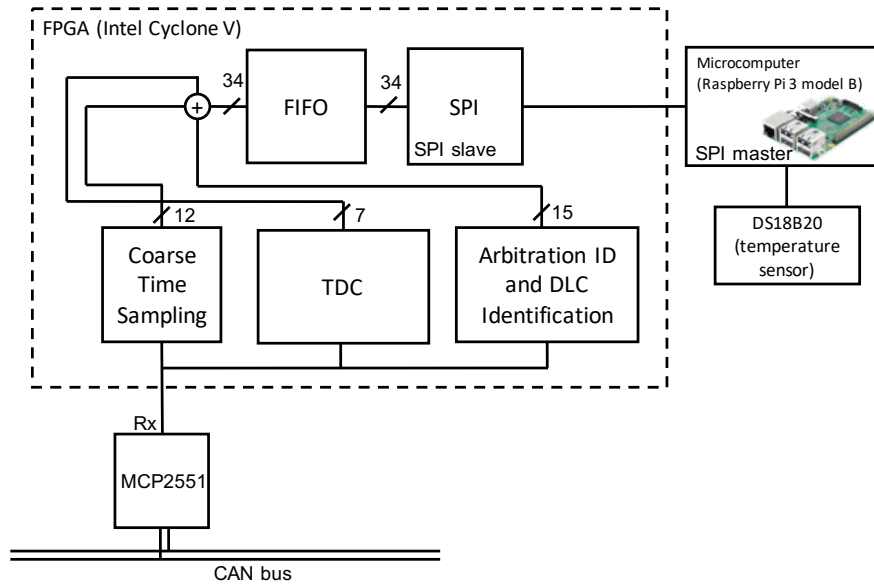 FPGA (Intel Cyclone V)
34
FIFO
34
SPI
SPI slave
+
Microcomputer
(Raspberry Pi 3 model B)
SPI master
DS18B20
(temperature
sensor)
12
Coarse
Time
Sampling
7
TDC
15
Arbitration ID
and DLC
Identification
Rx
MCP2551
CAN bus